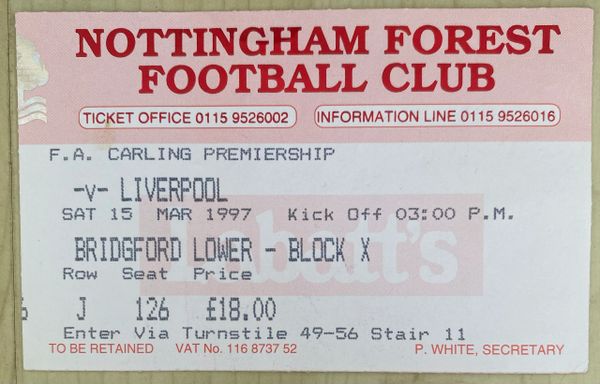 NOTTINGHAM FOREST
FOOTBALL CLUB
TICKET OFFICE 0115 9526002 INFORMATION LINE 0115 9526016
F.A. CARLING PREMIERSHIP
-v- LIVERPOOL
SAT 15 MAR 1997 Kick Off 03:00 P.M.
Labatt's
BRIDGFORD LOWER - BLOCK X
Row Seat Price
J 126 £18.00
Enter Via Turnstile 49-56 Stair 11
TO BE RETAINED VAT No. 116 8737 52 P. WHITE, SECRETARY